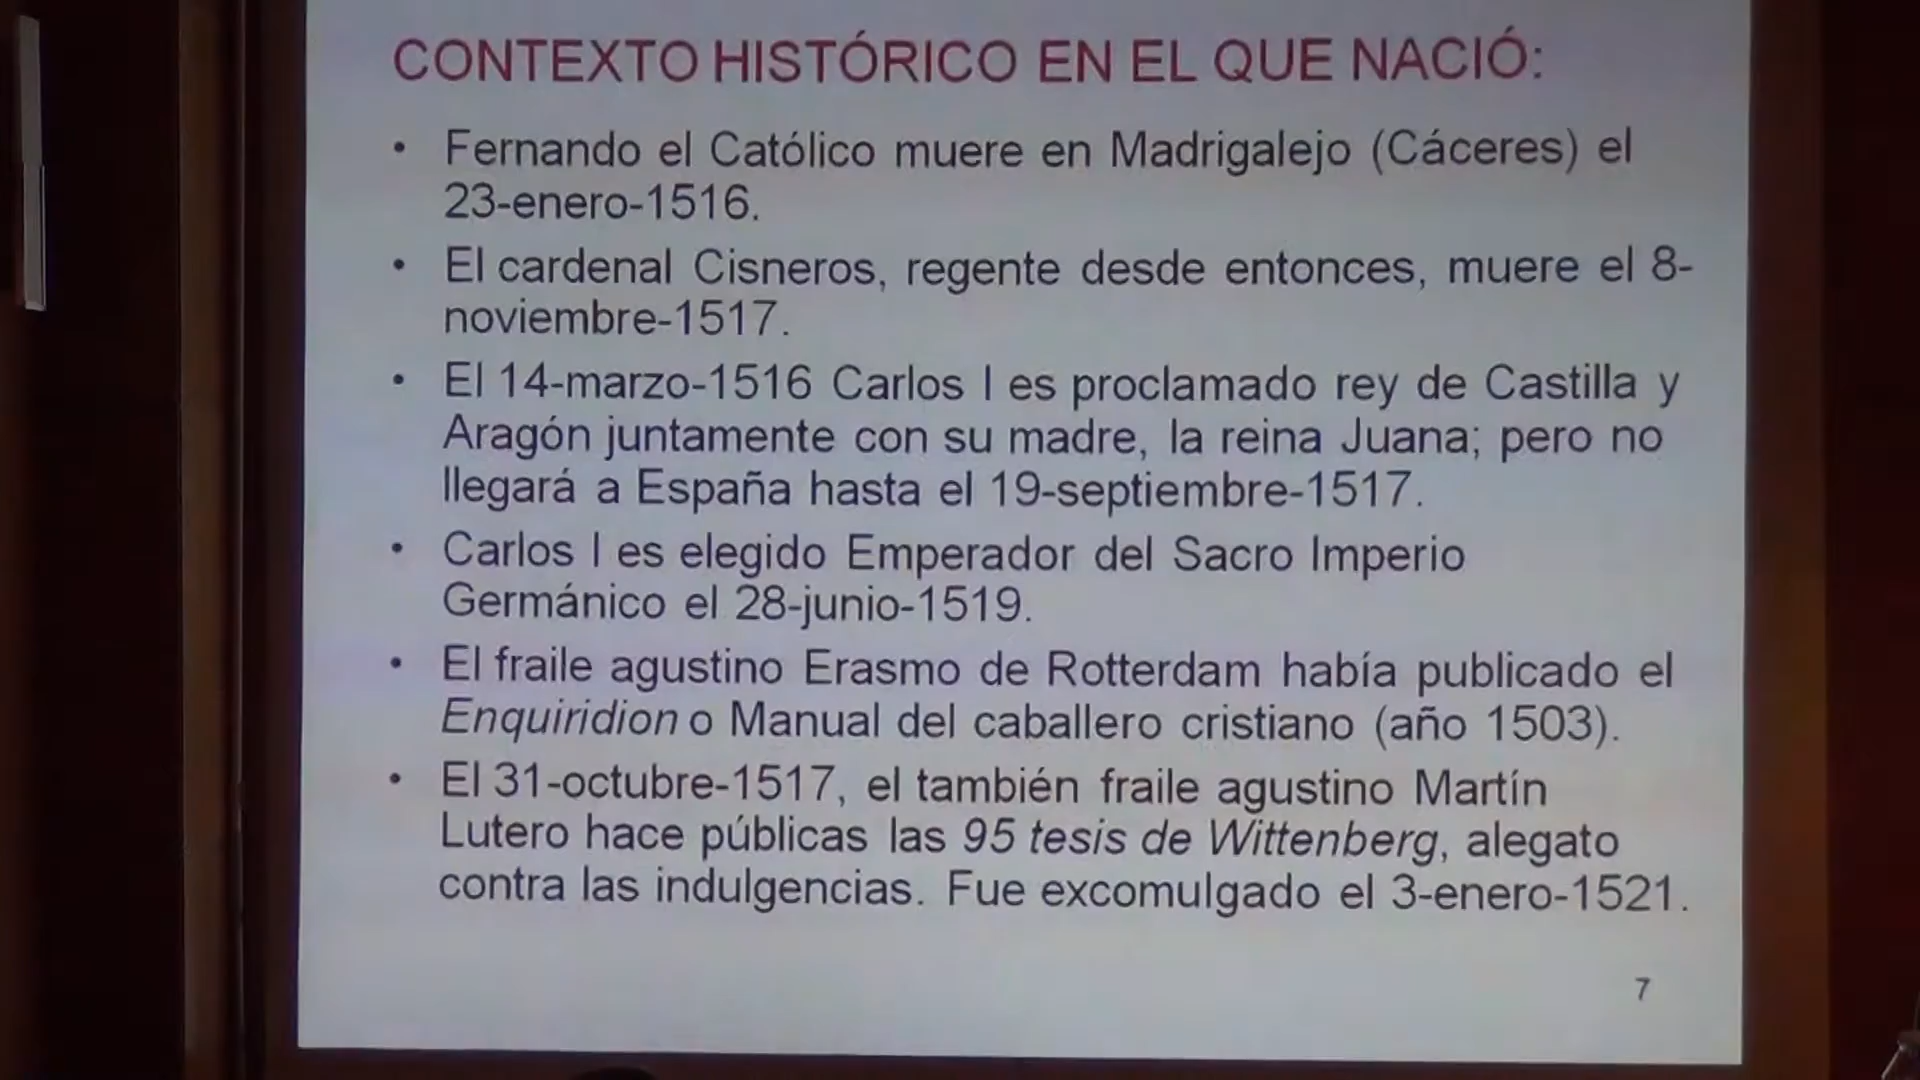 CONTEXTO HISTÓRICO EN EL QUE NACIÓ:
• Fernando el Católico muere en Madrigalejo (Cáceres) el
23-enero-1516.
• El cardenal Cisneros, regente desde entonces, muere el 8-
noviembre-1517.
• El 14-marzo-1516 Carlos I es proclamado rey de Castilla y
Aragón juntamente con su madre, la reina Juana; pero no
llegará a España hasta el 19-septiembre-1517.
• Carlos I es elegido Emperador del Sacro Imperio
Germánico el 28-junio-1519.
• El fraile agustino Erasmo de Rotterdam había publicado el
Enquiridion o Manual del caballero cristiano (año 1503).
• El 31-octubre-1517, el también fraile agustino Martín
Lutero hace públicas las 95 tesis de Wittenberg, alegato
contra las indulgencias. Fue excomulgado el 3-enero-1521.
7